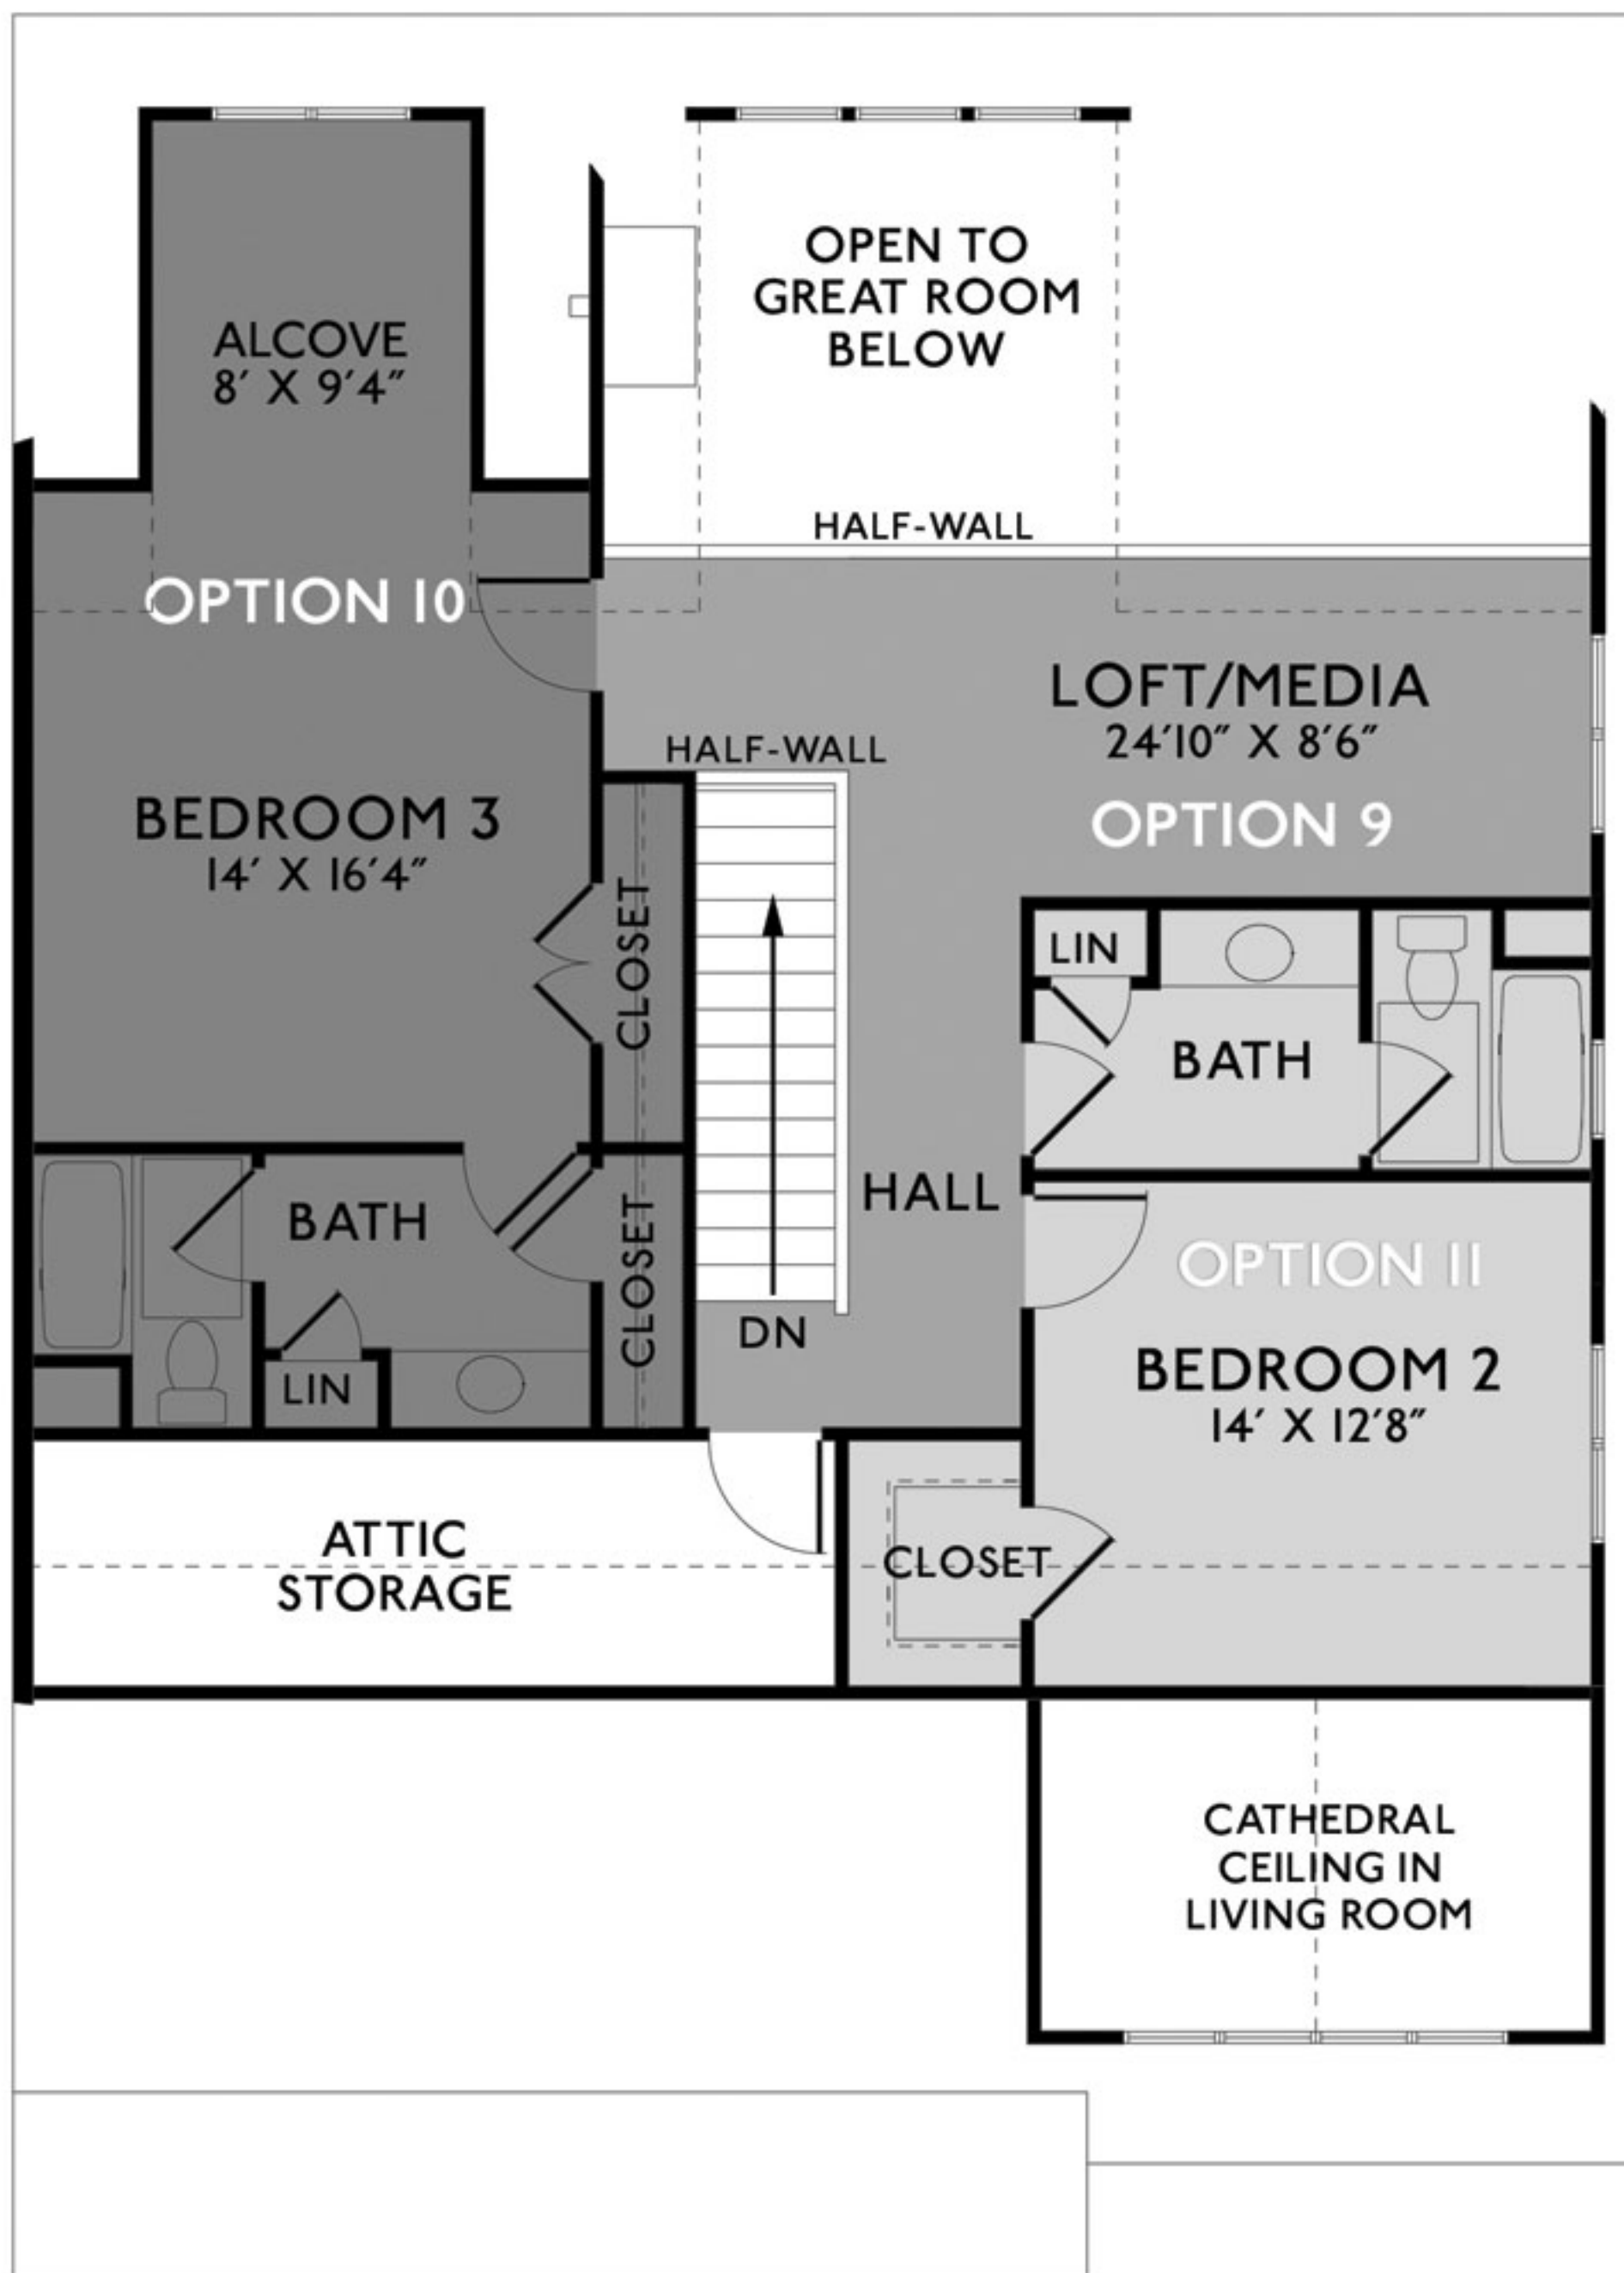 OPEN TO
GREAT ROOM
BELOW
ALCOVE
8′ X 9′4″
HALF-WALL
OPTION 10
LOFT/MEDIA
24′10″ X 8′6″
OPTION 9
HALF-WALL
BEDROOM 3
14′ X 16′4″
CLOSET
LIN
BATH
HALL
BATH
CLOSET
LIN
DN
OPTION 11
BEDROOM 2
14′ X 12′8″
ATTIC
STORAGE
CLOSET
CATHEDRAL
CEILING IN
LIVING ROOM